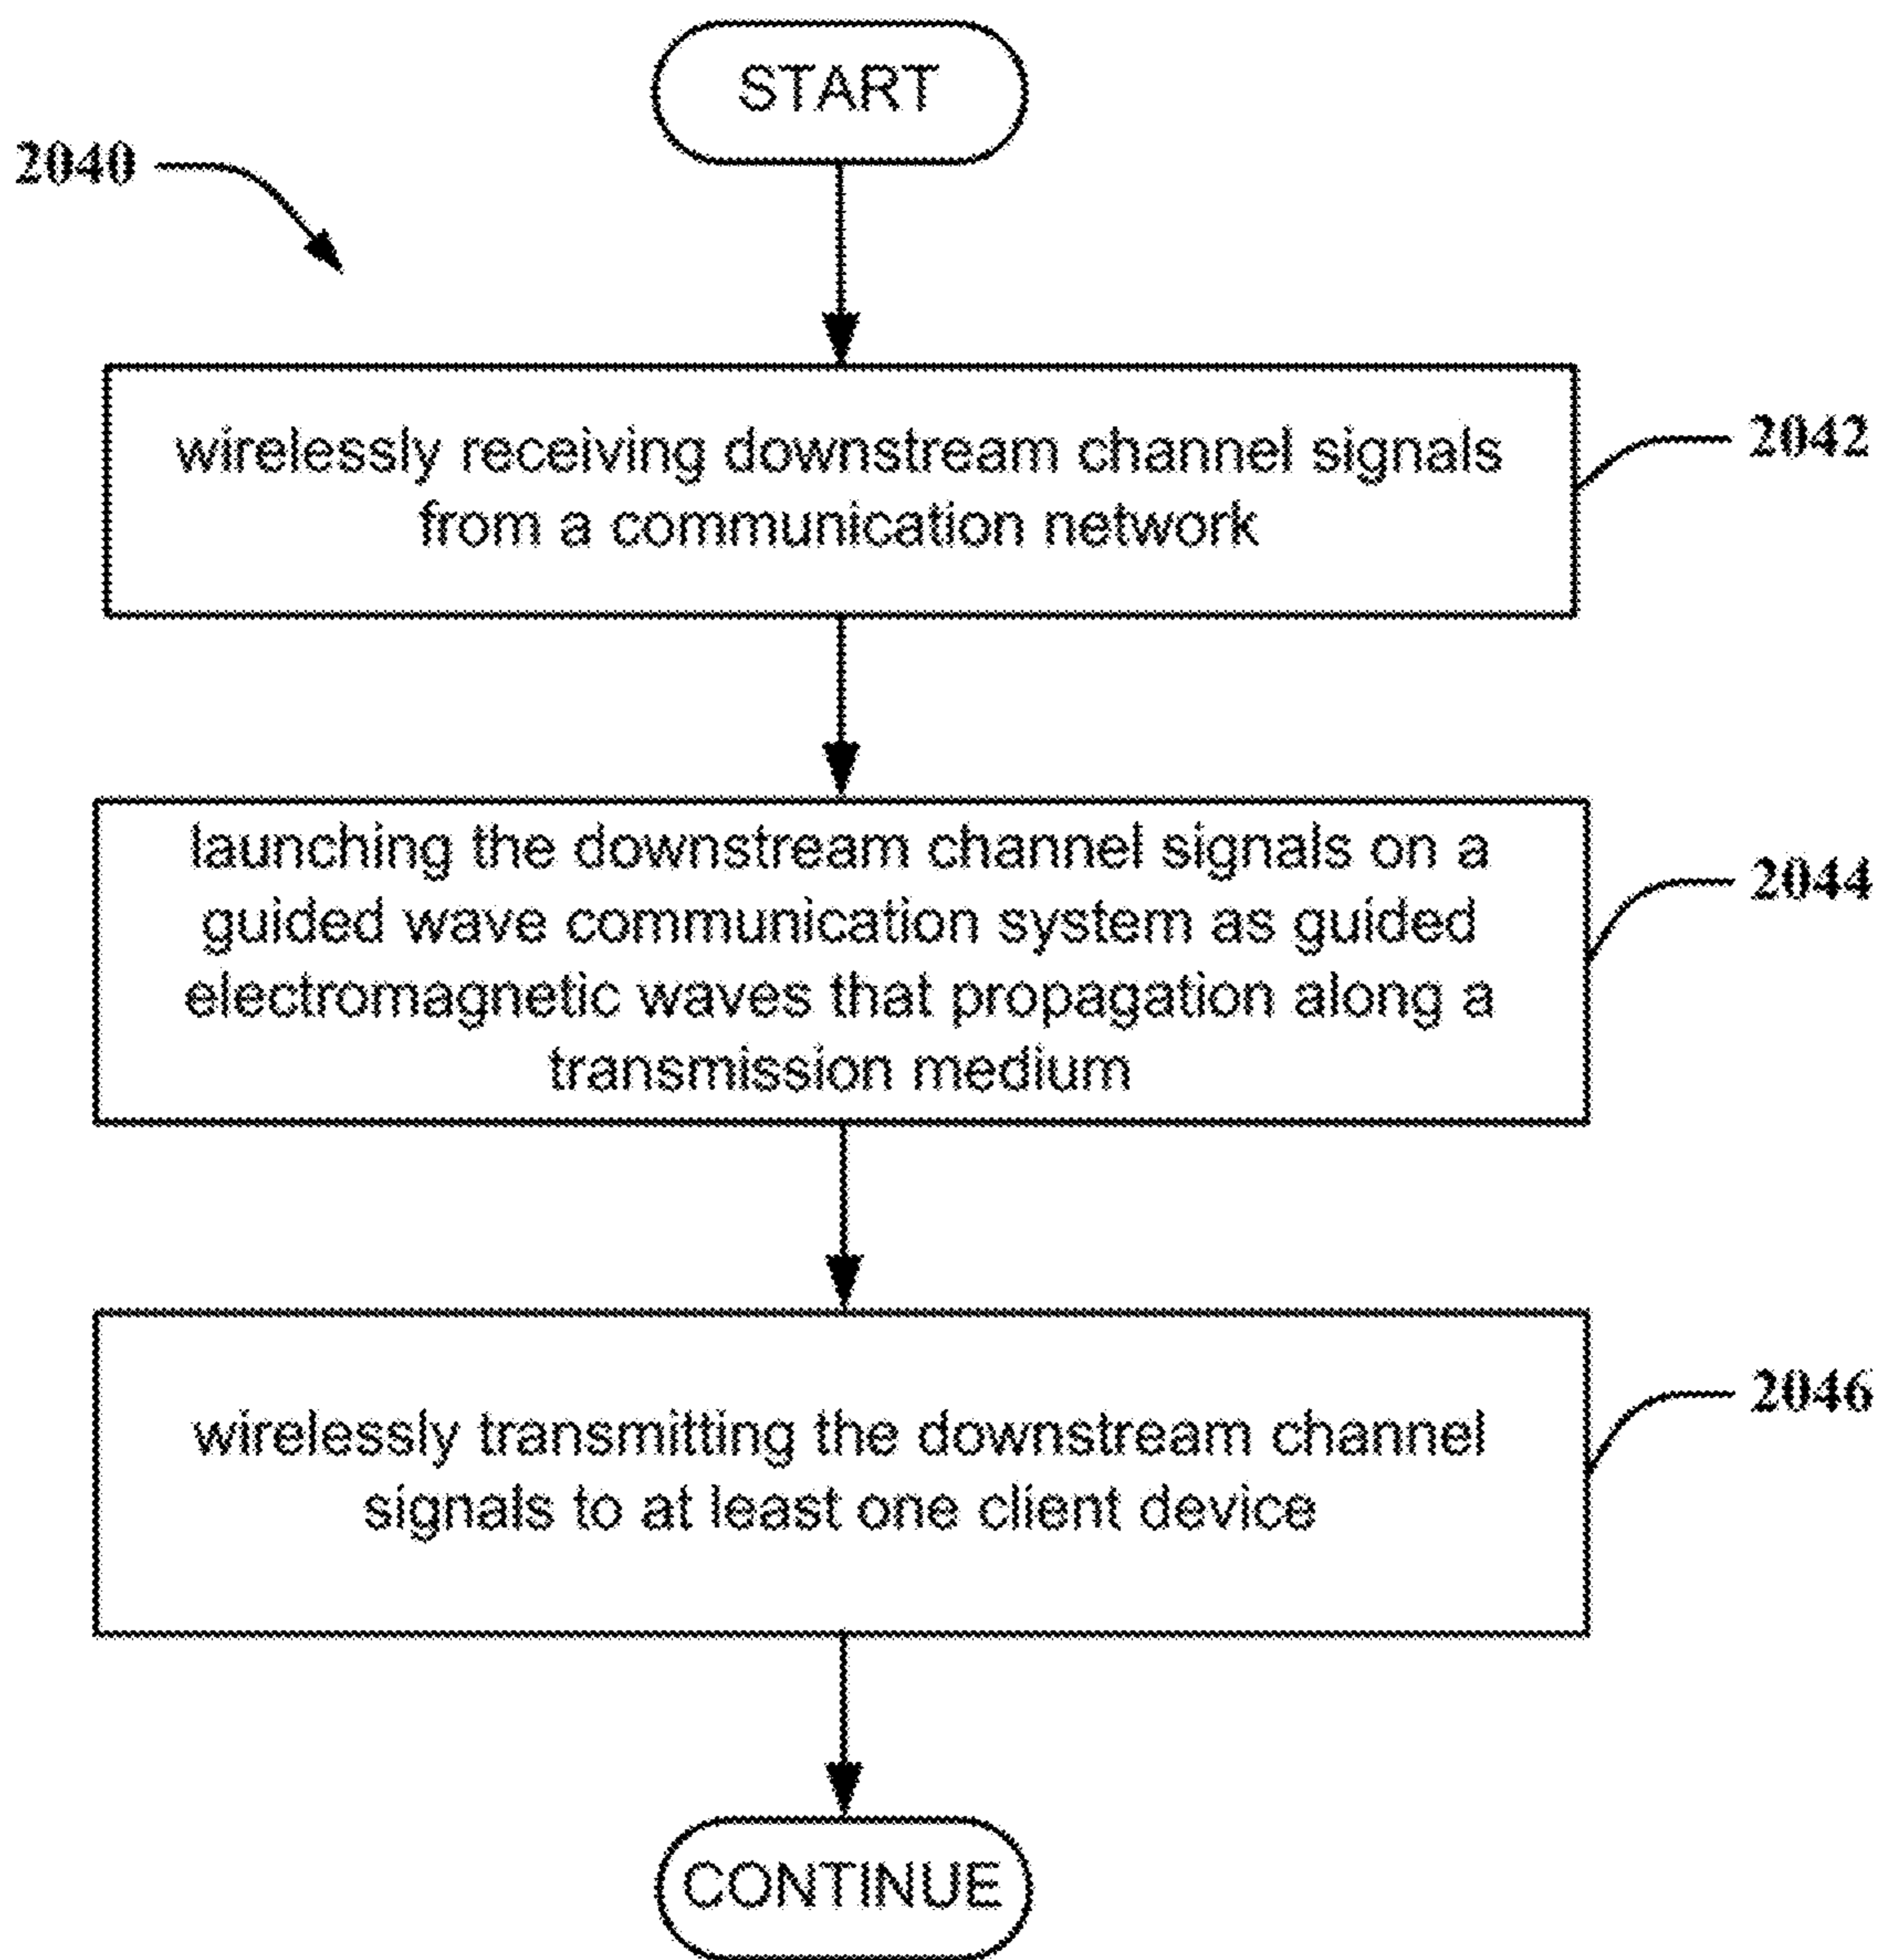 START
2040
wirelessly receiving downstream channel signals
from a communication network
2042
launching the downstream channel signals on a
guided wave communication system as guided
electromagnetic waves that propagation along a
transmission medium
2044
wirelessly transmitting the downstream channel
signals to at least one client device
2046
CONTINUE